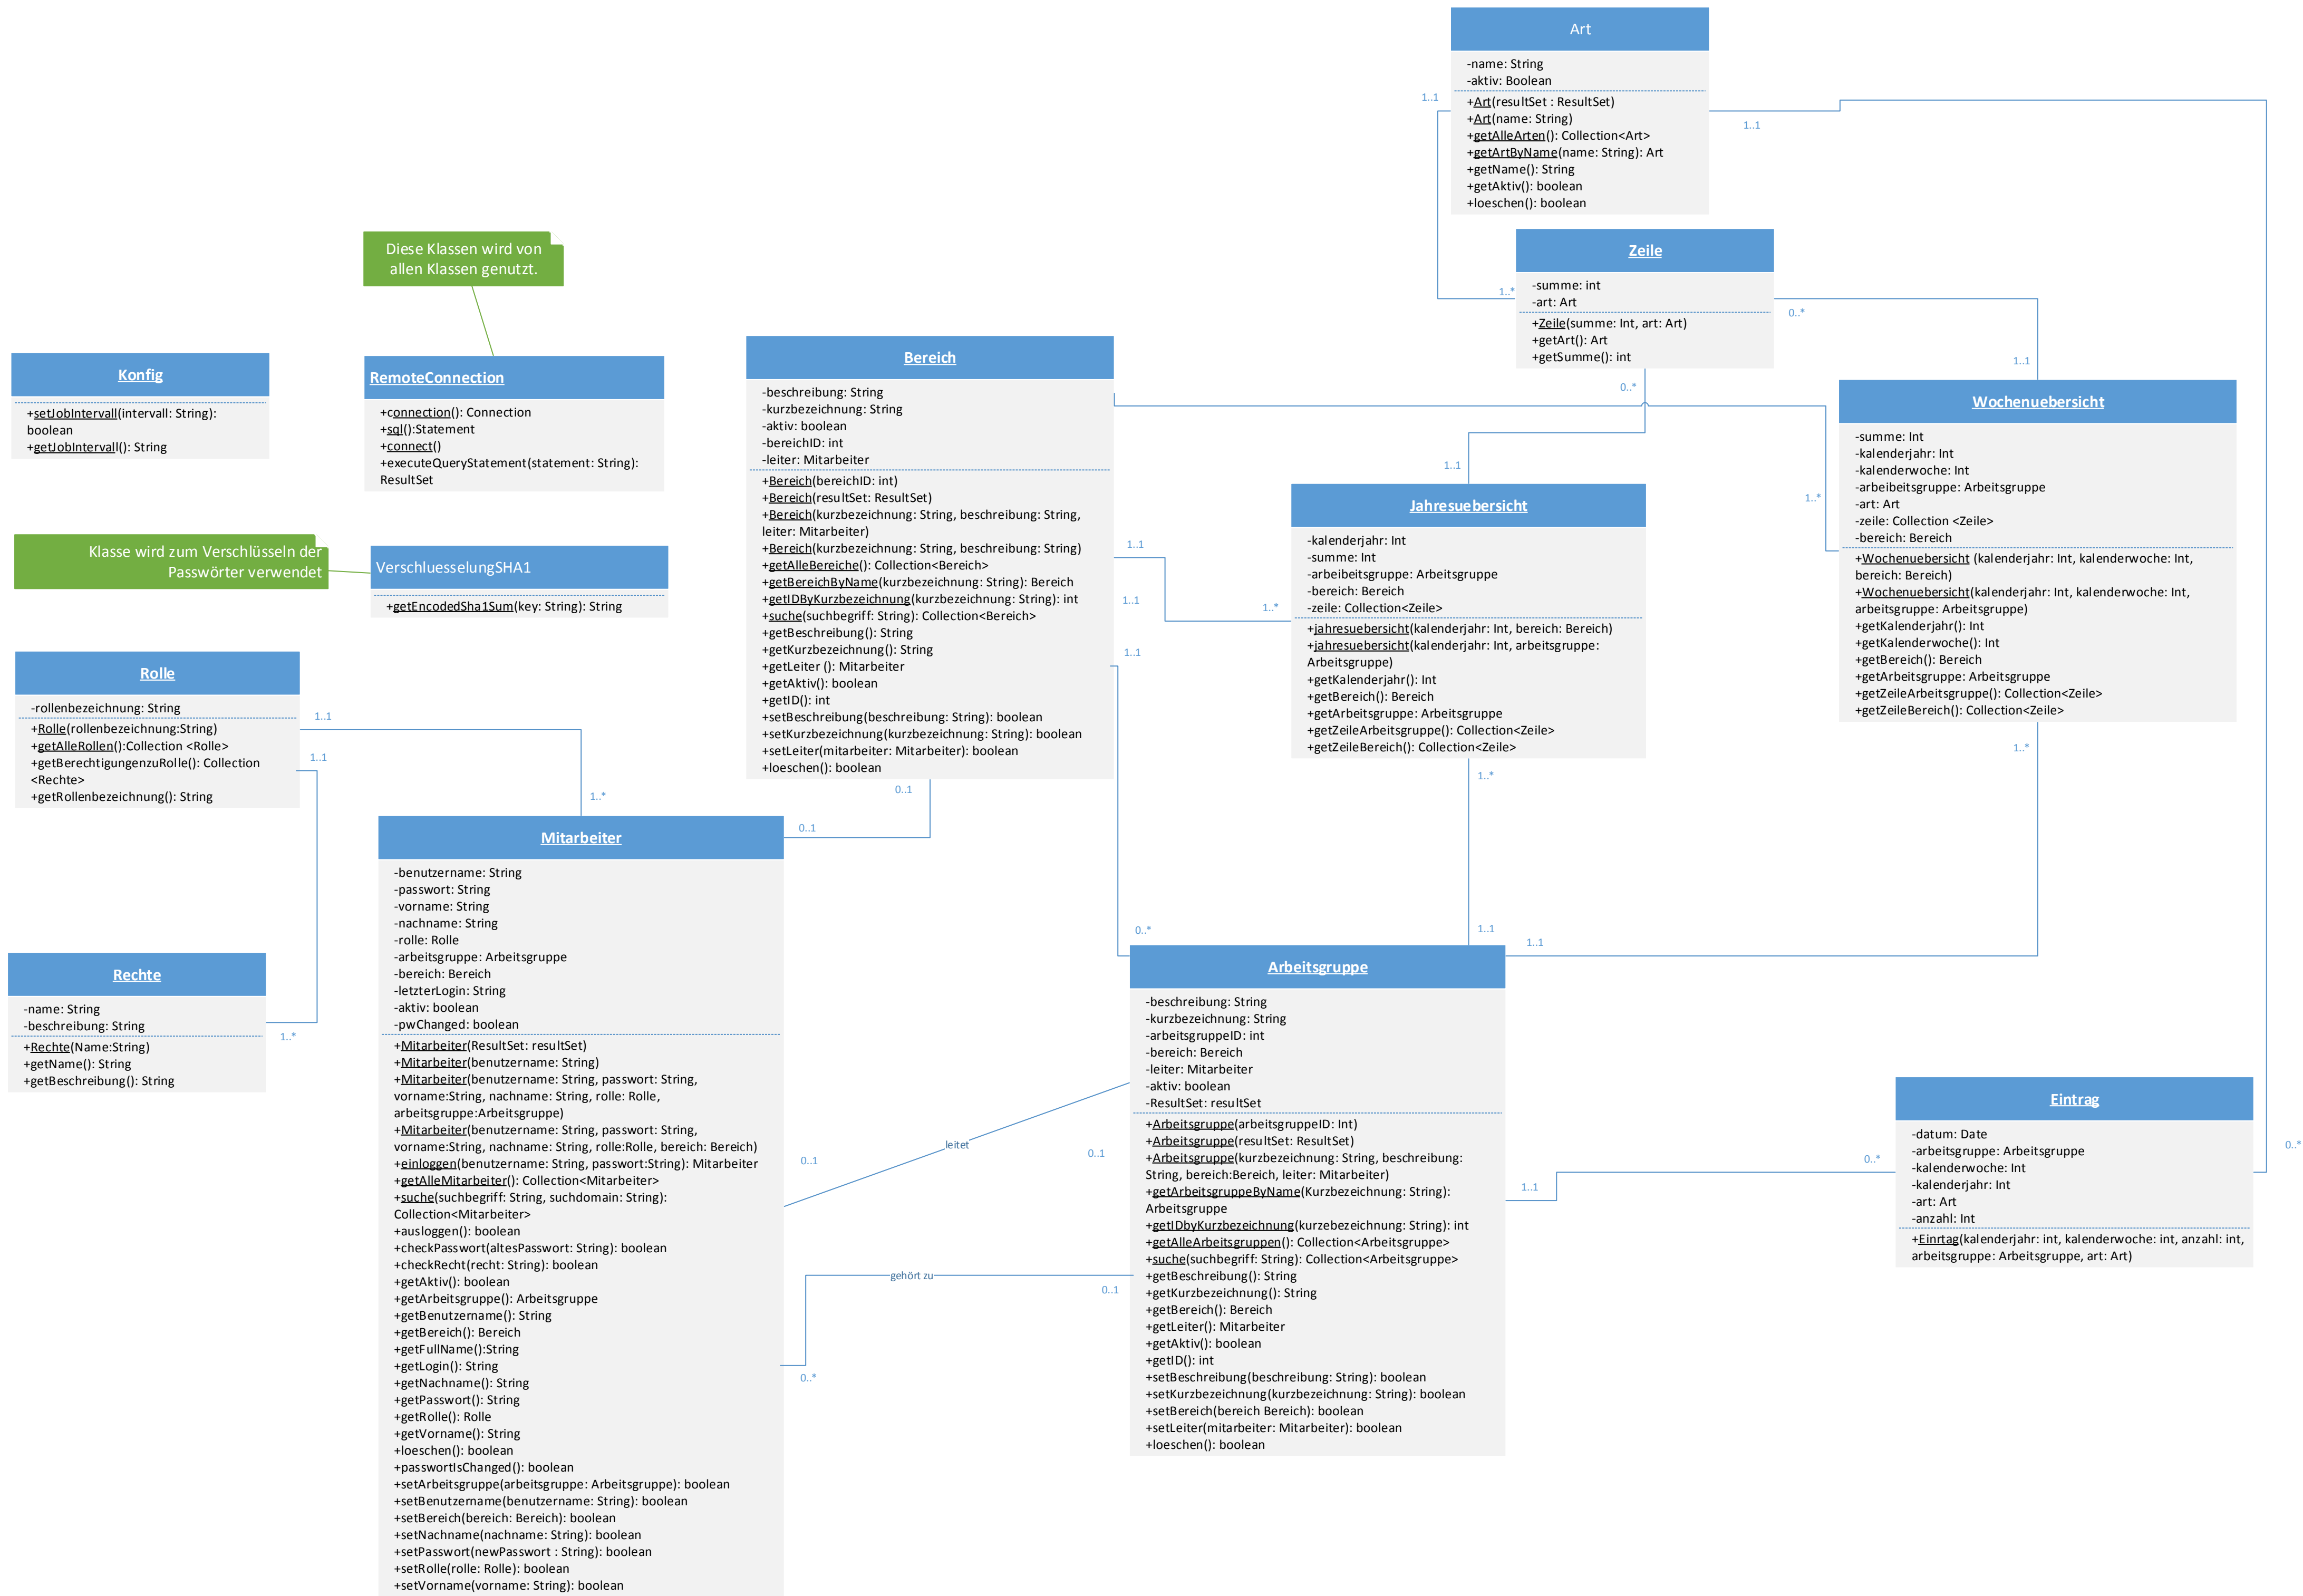 Art
-name: String
-aktiv: Boolean
+Art(resultSet : ResultSet)
+Art(name: String)
+getAlleArten(): Collection<Art>
+getArtByName(name: String): Art
+getName(): String
+getAktiv(): boolean
+loeschen(): boolean
1..1
1..1
Zeile
-summe: int
-art: Art
+Zeile(summe: Int, art: Art)
+getArt(): Art
+getSumme(): int
1..*
0..*
0..*
1..1
Diese Klassen wird von
allen Klassen genutzt.
Konfig
+setJobIntervall(intervall: String):
boolean
+getJobIntervall(): String
RemoteConnection
+connection(): Connection
+sql():Statement
+connect()
+executeQueryStatement(statement: String):
ResultSet
Klasse wird zum Verschlüsseln der
Passwörter verwendet
VerschluesselungSHA1
+getEncodedSha1Sum(key: String): String
Bereich
-beschreibung: String
-kurzbezeichnung: String
-aktiv: boolean
-bereichID: int
-leiter: Mitarbeiter
+Bereich(bereichID: int)
+Bereich(resultSet: ResultSet)
+Bereich(kurzbezeichnung: String, beschreibung: String,
leiter: Mitarbeiter)
+Bereich(kurzbezeichnung: String, beschreibung: String)
+getAlleBereiche(): Collection<Bereich>
+getBereichByName(kurzbezeichnung: String): Bereich
+getIDByKurzbezeichnung(kurzbezeichnung: String): int
+suche(suchbegriff: String): Collection<Bereich>
+getBeschreibung(): String
+getKurzbezeichnung(): String
+getLeiter (): Mitarbeiter
+getAktiv(): boolean
+getID(): int
+setBeschreibung(beschreibung: String): boolean
+setKurzbezeichnung(kurzbezeichnung: String): boolean
+setLeiter(mitarbeiter: Mitarbeiter): boolean
+loeschen(): boolean
1..1
1..1
1..1
0..1
1..1
1..*
Jahresuebersicht
-kalenderjahr: Int
-summe: Int
-arbeibeitsgruppe: Arbeitsgruppe
-bereich: Bereich
-zeile: Collection<Zeile>
+jahresuebersicht(kalenderjahr: Int, bereich: Bereich)
+jahresuebersicht(kalenderjahr: Int, arbeitsgruppe:
Arbeitsgruppe)
+getKalenderjahr(): Int
+getBereich(): Bereich
+getArbeitsgruppe: Arbeitsgruppe
+getZeileArbeitsgruppe(): Collection<Zeile>
+getZeileBereich(): Collection<Zeile>
1..*
1..*
Wochenuebersicht
-summe: Int
-kalenderjahr: Int
-kalenderwoche: Int
-arbeibeitsgruppe: Arbeitsgruppe
-art: Art
-zeile: Collection <Zeile>
-bereich: Bereich
+Wochenuebersicht (kalenderjahr: Int, kalenderwoche: Int,
bereich: Bereich)
+Wochenuebersicht(kalenderjahr: Int, kalenderwoche: Int,
arbeitsgruppe: Arbeitsgruppe)
+getKalenderjahr(): Int
+getKalenderwoche(): Int
+getBereich(): Bereich
+getArbeitsgruppe: Arbeitsgruppe
+getZeileArbeitsgruppe(): Collection<Zeile>
+getZeileBereich(): Collection<Zeile>
1..*
Rolle
-rollenbezeichnung: String
+Rolle(rollenbezeichnung:String)
+getAlleRollen():Collection <Rolle>
+getBerechtigungenzuRolle(): Collection
<Rechte>
+getRollenbezeichnung(): String
1..1
1..1
1..*
0..1
Rechte
-name: String
-beschreibung: String
+Rechte(Name:String)
+getName(): String
+getBeschreibung(): String
1..*
Mitarbeiter
-benutzername: String
-passwort: String
-vorname: String
-nachname: String
-rolle: Rolle
-arbeitsgruppe: Arbeitsgruppe
-bereich: Bereich
-letzterLogin: String
-aktiv: boolean
-pwChanged: boolean
+Mitarbeiter(ResultSet: resultSet)
+Mitarbeiter(benutzername: String)
+Mitarbeiter(benutzername: String, passwort: String,
vorname:String, nachname: String, rolle: Rolle,
arbeitsgruppe:Arbeitsgruppe)
+Mitarbeiter(benutzername: String, passwort: String,
vorname:String, nachname: String, rolle:Rolle, bereich: Bereich)
+einloggen(benutzername: String, passwort:String): Mitarbeiter
+getAlleMitarbeiter(): Collection<Mitarbeiter>
+suche(suchbegriff: String, suchdomain: String):
Collection<Mitarbeiter>
+ausloggen(): boolean
+checkPasswort(altesPasswort: String): boolean
+checkRecht(recht: String): boolean
+getAktiv(): boolean
+getArbeitsgruppe(): Arbeitsgruppe
+getBenutzername(): String
+getBereich(): Bereich
+getFullName():String
+getLogin(): String
+getNachname(): String
+getPasswort(): String
+getRolle(): Rolle
+getVorname(): String
+loeschen(): boolean
+passwortIsChanged(): boolean
+setArbeitsgruppe(arbeitsgruppe: Arbeitsgruppe): boolean
+setBenutzername(benutzername: String): boolean
+setBereich(bereich: Bereich): boolean
+setNachname(nachname: String): boolean
+setPasswort(newPasswort : String): boolean
+setRolle(rolle: Rolle): boolean
+setVorname(vorname: String): boolean
leitet
0..1
0..1
gehört zu
0..1
0..*
0..*
1..1
1..1
Arbeitsgruppe
-beschreibung: String
-kurzbezeichnung: String
-arbeitsgruppeID: int
-bereich: Bereich
-leiter: Mitarbeiter
-aktiv: boolean
-ResultSet: resultSet
+Arbeitsgruppe(arbeitsgruppeID: Int)
+Arbeitsgruppe(resultSet: ResultSet)
+Arbeitsgruppe(kurzbezeichnung: String, beschreibung:
String, bereich:Bereich, leiter: Mitarbeiter)
+getArbeitsgruppeByName(Kurzbezeichnung: String):
Arbeitsgruppe
+getIDbyKurzbezeichnung(kurzebezeichnung: String): int
+getAlleArbeitsgruppen(): Collection<Arbeitsgruppe>
+suche(suchbegriff: String): Collection<Arbeitsgruppe>
+getBeschreibung(): String
+getKurzbezeichnung(): String
+getBereich(): Bereich
+getLeiter(): Mitarbeiter
+getAktiv(): boolean
+getID(): int
+setBeschreibung(beschreibung: String): boolean
+setKurzbezeichnung(kurzbezeichnung: String): boolean
+setBereich(bereich Bereich): boolean
+setLeiter(mitarbeiter: Mitarbeiter): boolean
+loeschen(): boolean
1..1
0..*
Eintrag
-datum: Date
-arbeitsgruppe: Arbeitsgruppe
-kalenderwoche: Int
-kalenderjahr: Int
-art: Art
-anzahl: Int
+Einrtag(kalenderjahr: int, kalenderwoche: int, anzahl: int,
arbeitsgruppe: Arbeitsgruppe, art: Art)
0..*